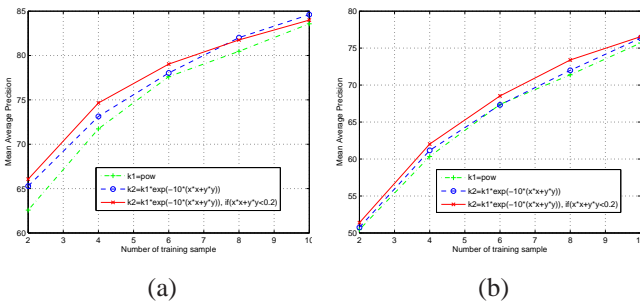 85
80
75
70
65
60
Mean Average Precision
k1=pow
k2=k1*exp(-10*(x*x+y*y))
k2=k1*exp(-10*(x*x+y*y)), if(x*x+y*y<0.2)
2 3 4 5 6 7 8 9 10
Number of training sample
(a)
80
75
70
65
60
55
50
Mean Average Precision
k1=pow
k2=k1*exp(-10*(x*x+y*y))
k2=k1*exp(-10*(x*x+y*y)), if(x*x+y*y<0.2)
2 3 4 5 6 7 8 9
Number of training sample
(b)